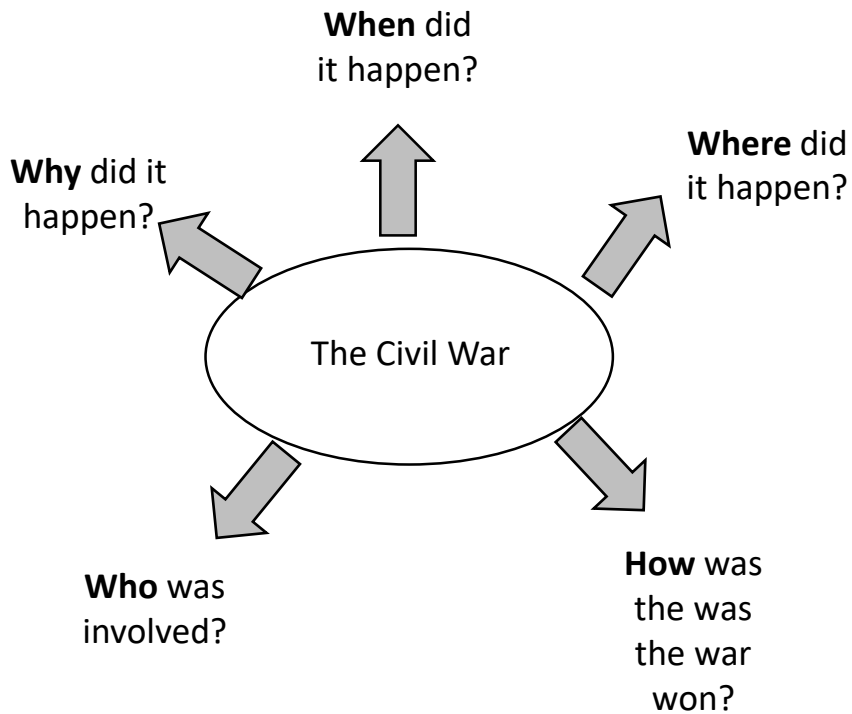 When did
it happen?
Why did it
happen?
Where did
it happen?
The Civil War
Who was
involved?
How was
the was
the war
won?